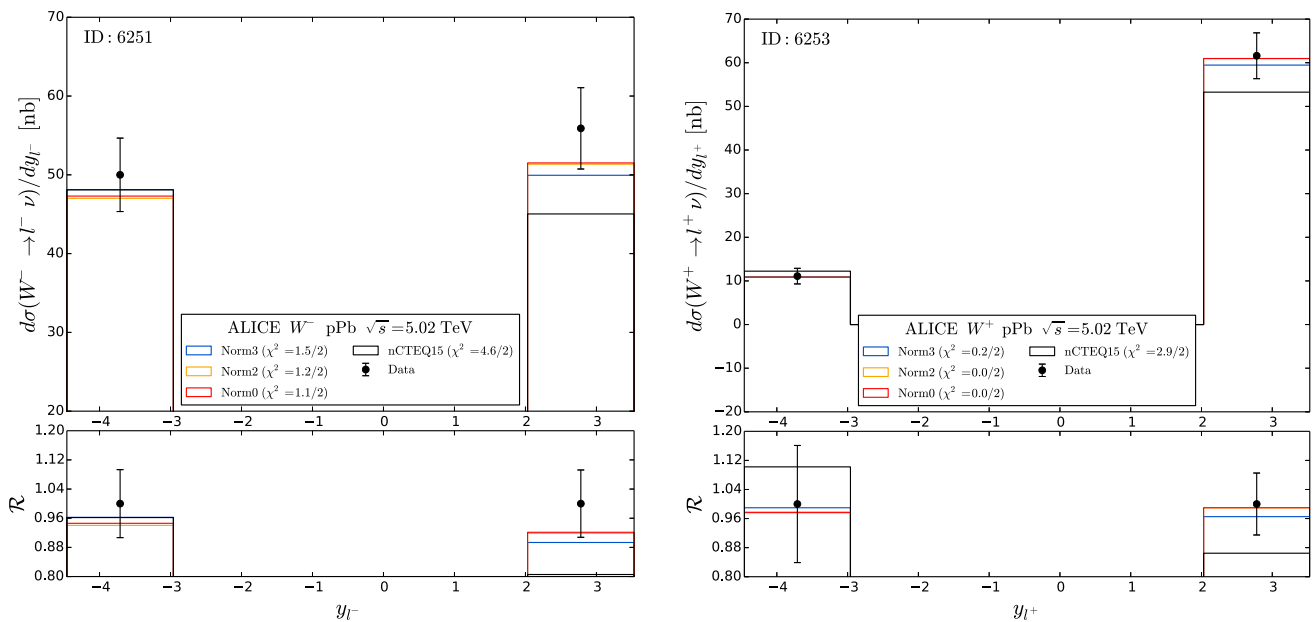 ID : 6251
dσ(W⁻ → l⁻ ν)/dy_{l⁻} [nb]
70
60
50
40
30
20
−4 −3 −2 −1 0 1 2 3
ALICE W⁻ pPb √s = 5.02 TeV
Norm3 (χ² = 1.5/2) nCTEQ15 (χ² = 4.6/2)
Norm2 (χ² = 1.2/2) Data
Norm0 (χ² = 1.1/2)
ℛ
1.20
1.12
1.04
0.96
0.88
0.80
−4 −3 −2 −1 0 1 2 3
y_{l⁻}
ID : 6253
dσ(W⁺ → l⁺ ν)/dy_{l⁺} [nb]
70
60
50
40
30
20
10
0
−10
−20
−4 −3 −2 −1 0 1 2 3
ALICE W⁺ pPb √s = 5.02 TeV
Norm3 (χ² = 0.2/2) nCTEQ15 (χ² = 2.9/2)
Norm2 (χ² = 0.0/2) Data
Norm0 (χ² = 0.0/2)
ℛ
1.20
1.12
1.04
0.96
0.88
0.80
−4 −3 −2 −1 0 1 2 3
y_{l⁺}